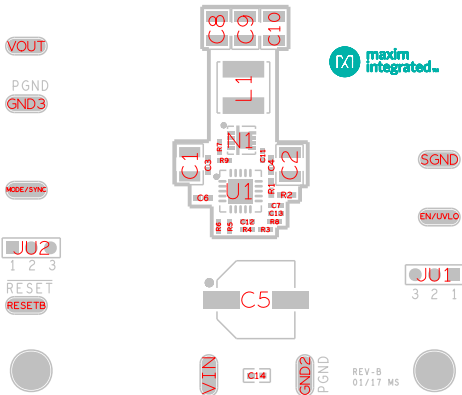 C8 C9 C10
VOUT
maxim
integrated™
PGND
L1
GND3
N1
R7
C11
R9
SGND
C1 C3 C4 C2
MODE/SYNC
U1
R1
R2
C6
C7
C13
EN/UVLO
R6 R5 C12 R8
R4 R3
JU2
1 2 3
JU1
3 2 1
RESET
C5
RESETB
VIN
C14
GND2
PGND
REV-B
01/17 MS